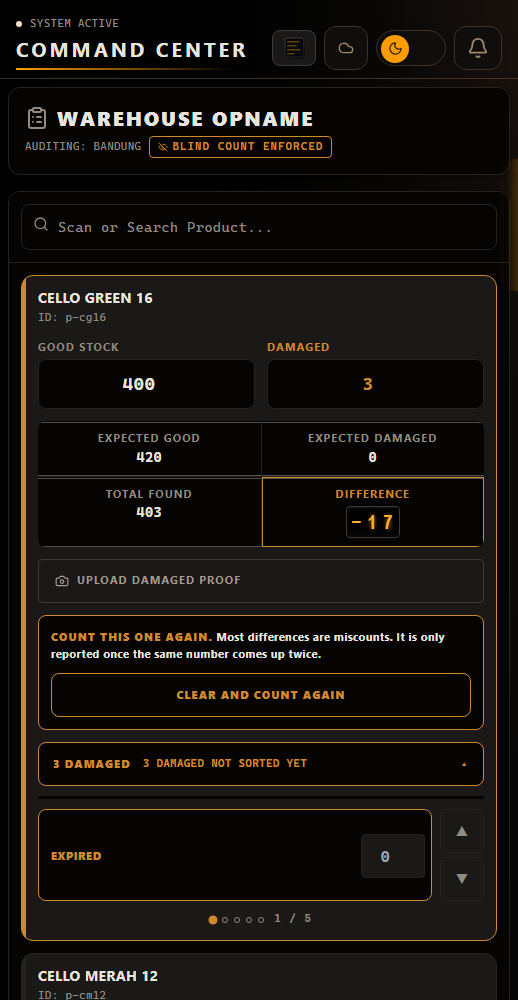 SYSTEM ACTIVE
COMMAND CENTER
WAREHOUSE OPNAME
AUDITING: BANDUNG BLIND COUNT ENFORCED
Scan or Search Product...
CELLO GREEN 16
ID: p-cg16
GOOD STOCK DAMAGED
400 3
EXPECTED GOOD EXPECTED DAMAGED
420 0
TOTAL FOUND DIFFERENCE
403 -17
UPLOAD DAMAGED PROOF
COUNT THIS ONE AGAIN. Most differences are miscounts. It is only
reported once the same number comes up twice.
CLEAR AND COUNT AGAIN
3 DAMAGED 3 DAMAGED NOT SORTED YET
EXPIRED 0
1 / 5
CELLO MERAH 12
ID: p-cm12